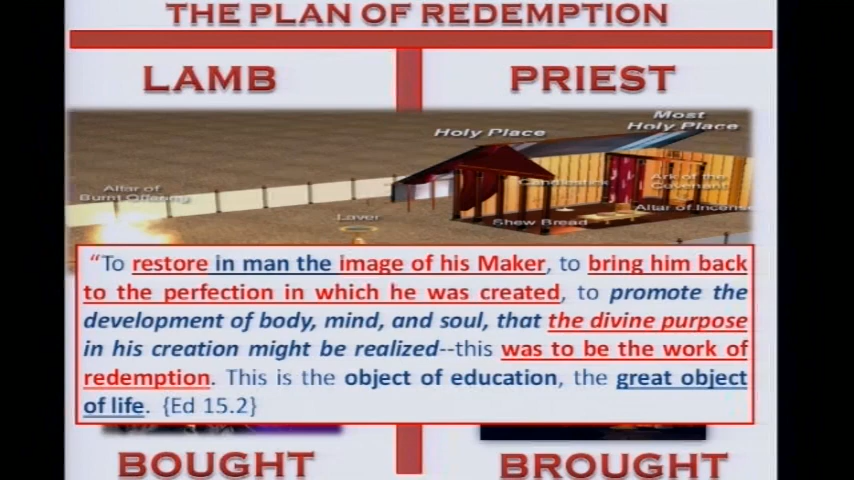 THE PLAN OF REDEMPTION
LAMB
PRIEST
Most
Holy Place
Holy Place
Altar of
Burnt Offering
Candlestick
Ark of the
Covenant
Laver
Shew Bread
Altar of Incense
“To restore in man the image of his Maker, to bring him back
to the perfection in which he was created, to promote the
development of body, mind, and soul, that the divine purpose
in his creation might be realized--this was to be the work of
redemption. This is the object of education, the great object
of life. {Ed 15.2}
BOUGHT
BROUGHT